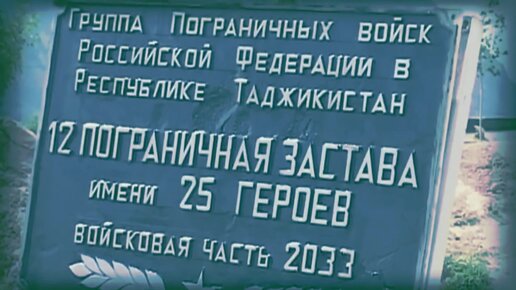 Группа Пограничных войск
Российской Федерации в
Республике Таджикистан
12 ПОГРАНИЧНАЯ ЗАСТАВА
имени 25 ГЕРОЕВ
войсковая часть 2033